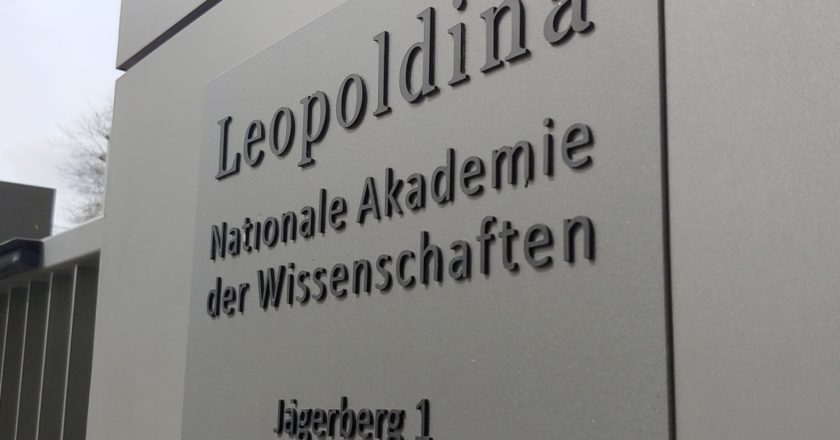 Leopoldina
Nationale Akademie
der Wissenschaften
Jägerberg 1